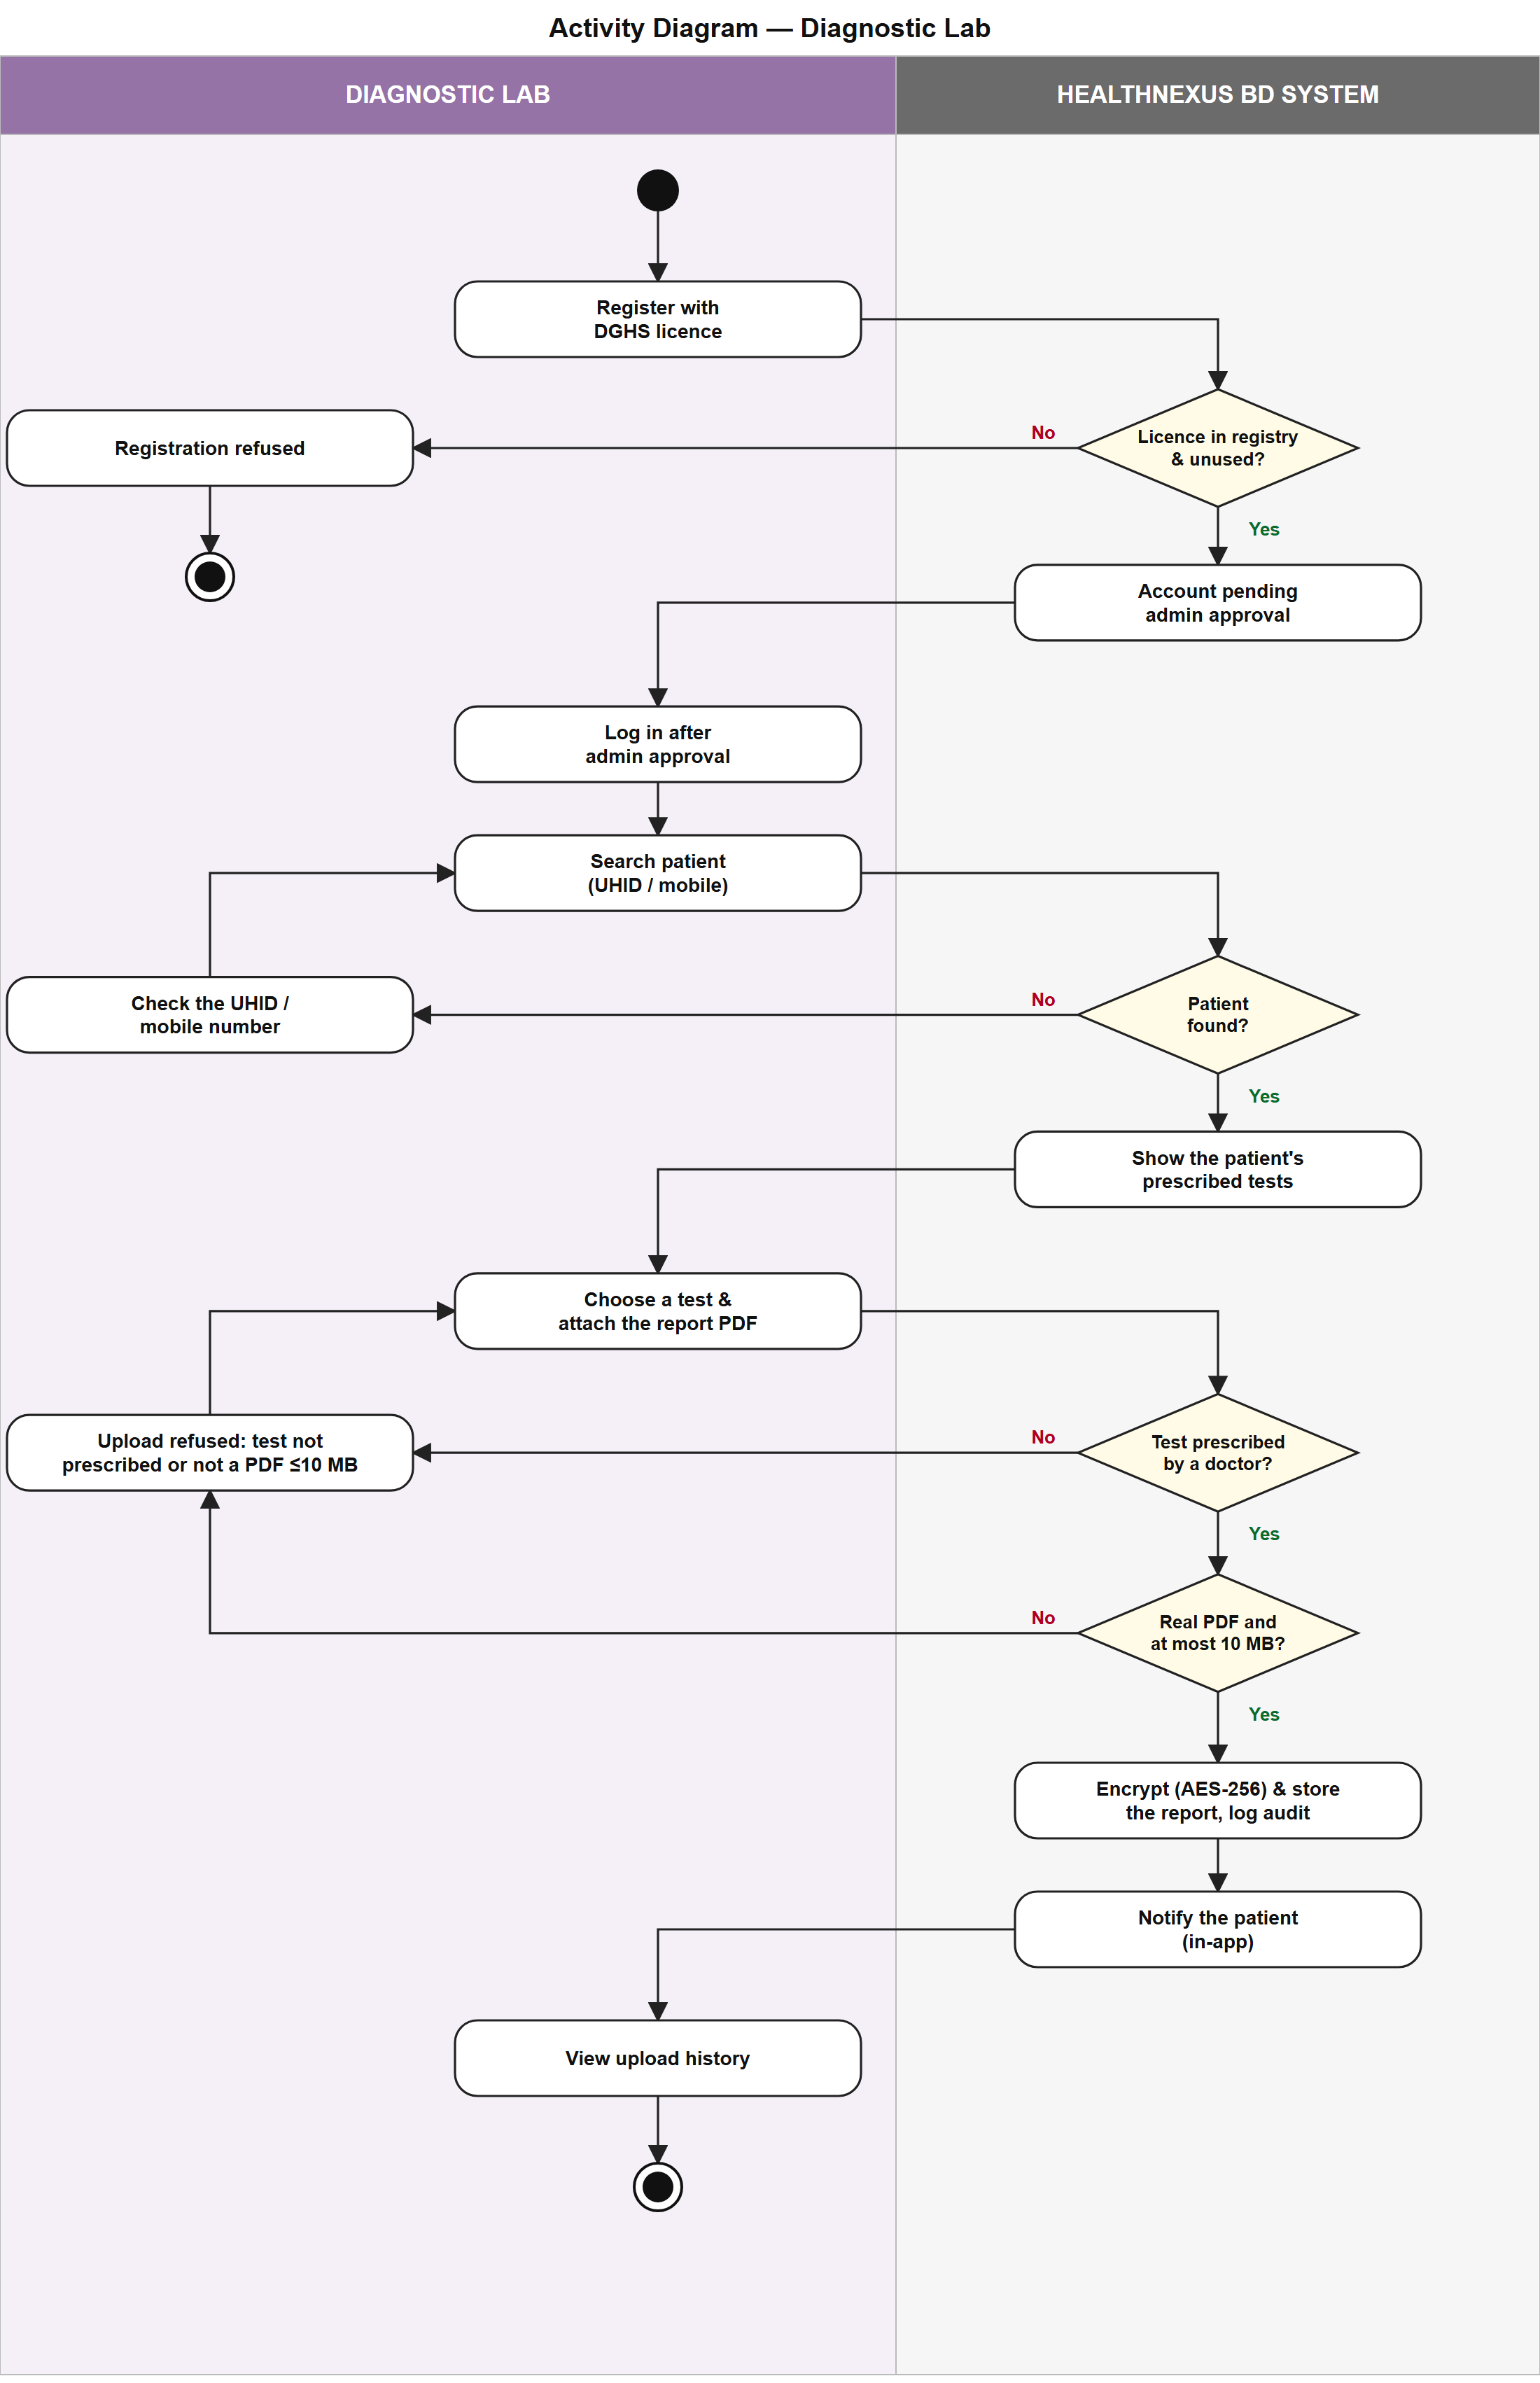 Activity Diagram — Diagnostic Lab
DIAGNOSTIC LAB
HEALTHNEXUS BD SYSTEM
Register with
DGHS licence
Licence in registry
& unused?
No
Registration refused
Yes
Account pending
admin approval
Log in after
admin approval
Search patient
(UHID / mobile)
Patient
found?
No
Check the UHID /
mobile number
Yes
Show the patient's
prescribed tests
Choose a test &
attach the report PDF
Test prescribed
by a doctor?
No
Upload refused: test not
prescribed or not a PDF ≤10 MB
Yes
Real PDF and
at most 10 MB?
No
Yes
Encrypt (AES-256) & store
the report, log audit
Notify the patient
(in-app)
View upload history